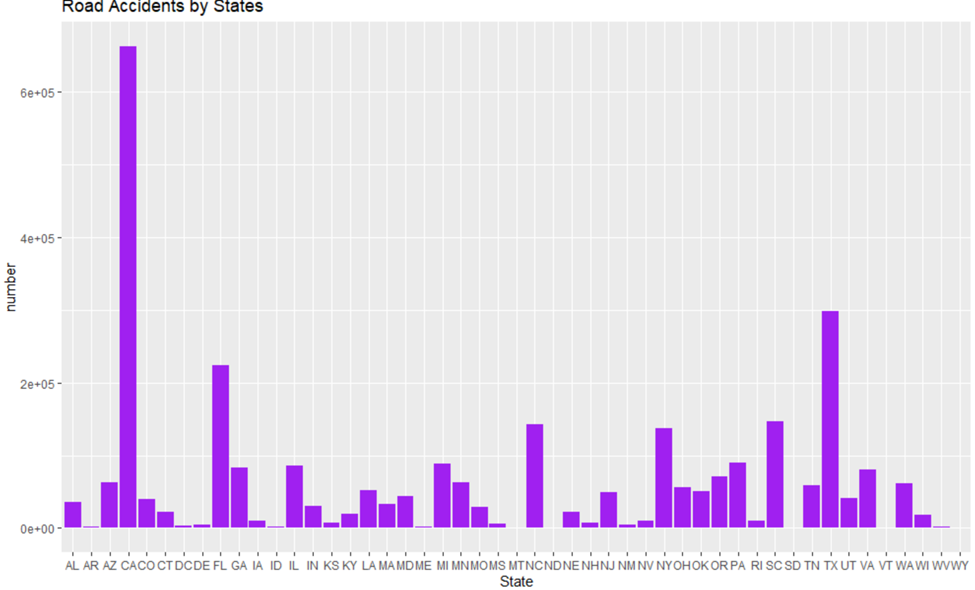 Road Accidents by States
6e+05
4e+05
2e+05
0e+00
number
AL AR AZ CA CO CT DC DE FL GA IA ID IL IN KS KY LA MA MD ME MI MN MO MS MT NC ND NE NH NJ NM NV NY OH OK OR PA RI SC SD TN TX UT VA VT WA WI WV WY
State